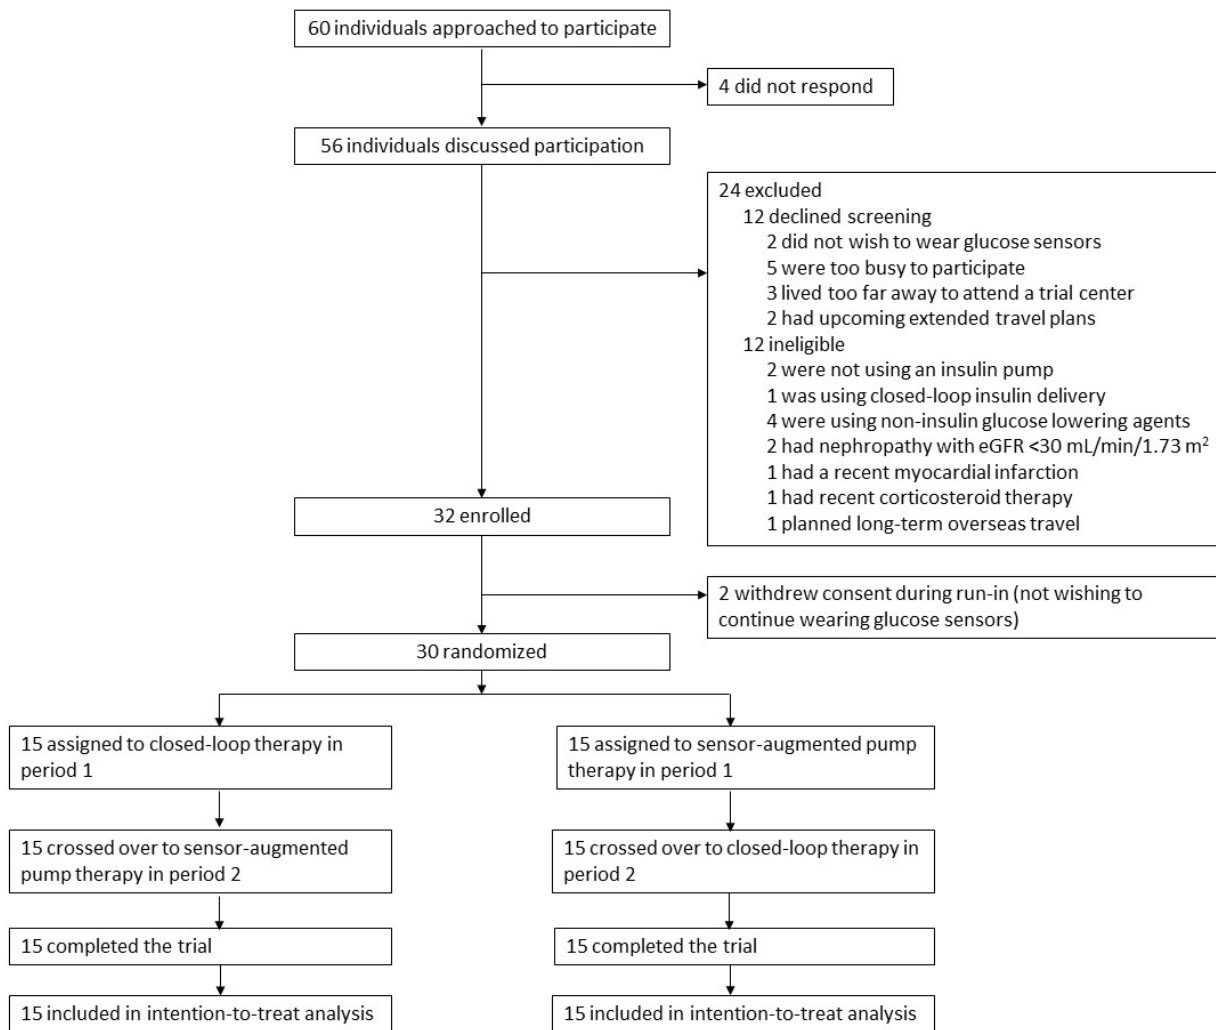 60 individuals approached to participate
4 did not respond
56 individuals discussed participation
24 excluded
12 declined screening
2 did not wish to wear glucose sensors
5 were too busy to participate
3 lived too far away to attend a trial center
2 had upcoming extended travel plans
12 ineligible
2 were not using an insulin pump
1 was using closed-loop insulin delivery
4 were using non-insulin glucose lowering agents
2 had nephropathy with eGFR <30 mL/min/1.73 m²
1 had a recent myocardial infarction
1 had recent corticosteroid therapy
1 planned long-term overseas travel
32 enrolled
2 withdrew consent during run-in (not wishing to
continue wearing glucose sensors)
30 randomized
15 assigned to closed-loop therapy in
period 1
15 assigned to sensor-augmented pump
therapy in period 1
15 crossed over to sensor-augmented
pump therapy in period 2
15 crossed over to closed-loop therapy in
period 2
15 completed the trial
15 completed the trial
15 included in intention-to-treat analysis
15 included in intention-to-treat analysis